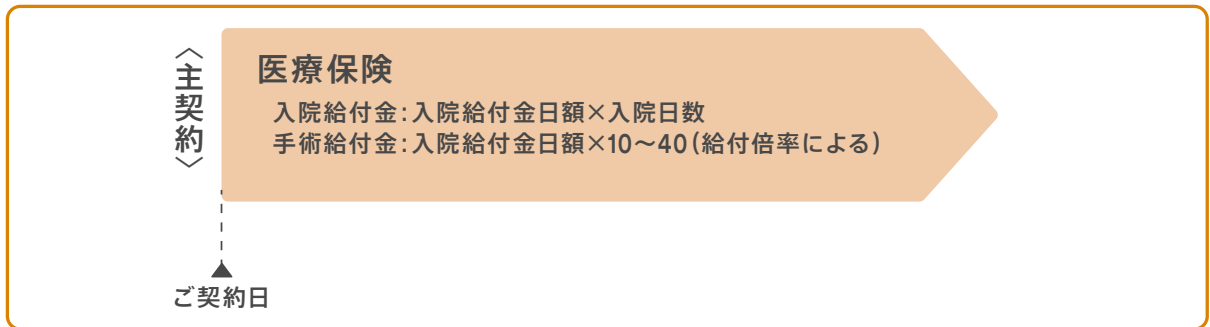 〈主契約〉
医療保険
入院給付金:入院給付金日額×入院日数
手術給付金:入院給付金日額×10～40(給付倍率による)
ご契約日